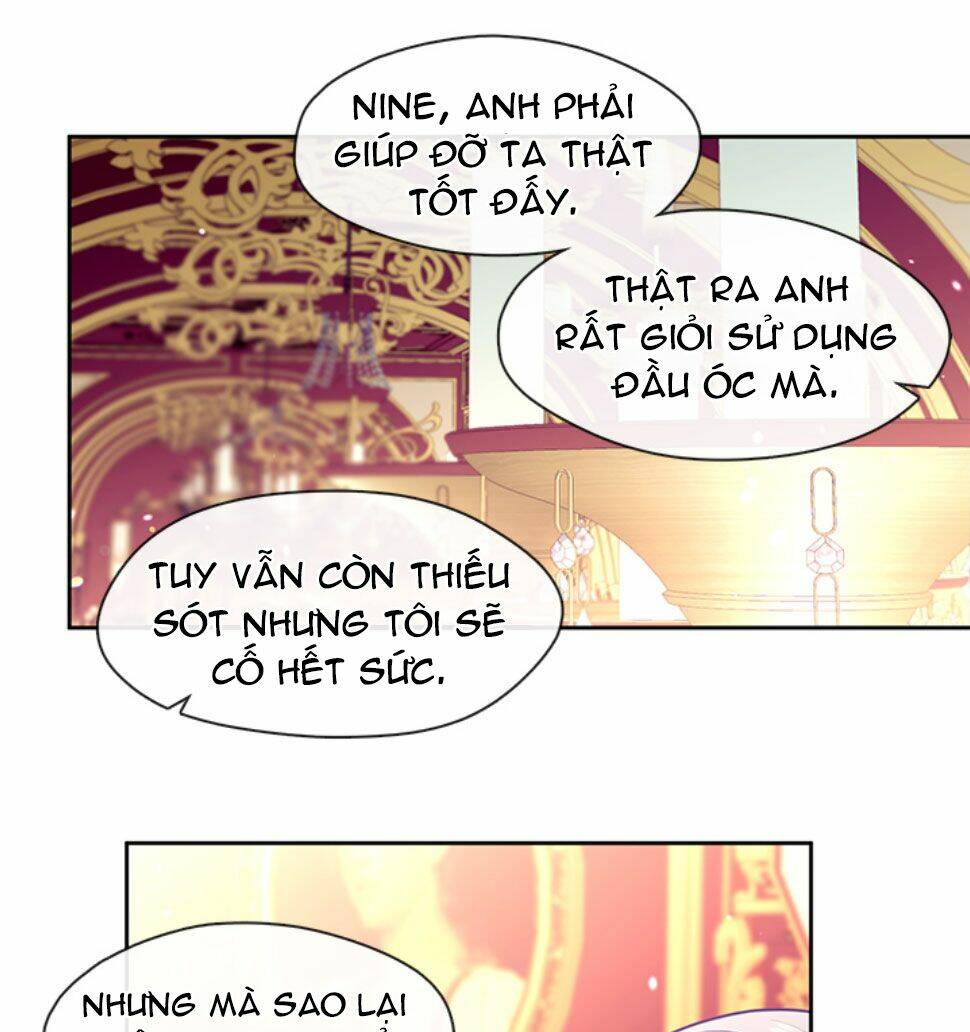 NINE, ANH PHẢI
GIÚP ĐỠ TA THẬT
TỐT ĐẤY.
THẬT RA ANH
RẤT GIỎI SỬ DỤNG
ĐẦU ÓC MÀ.
TUY VẪN CÒN THIẾU
SÓT NHƯNG TÔI SẼ
CỐ HẾT SỨC.
NHƯNG MÀ SAO LẠI